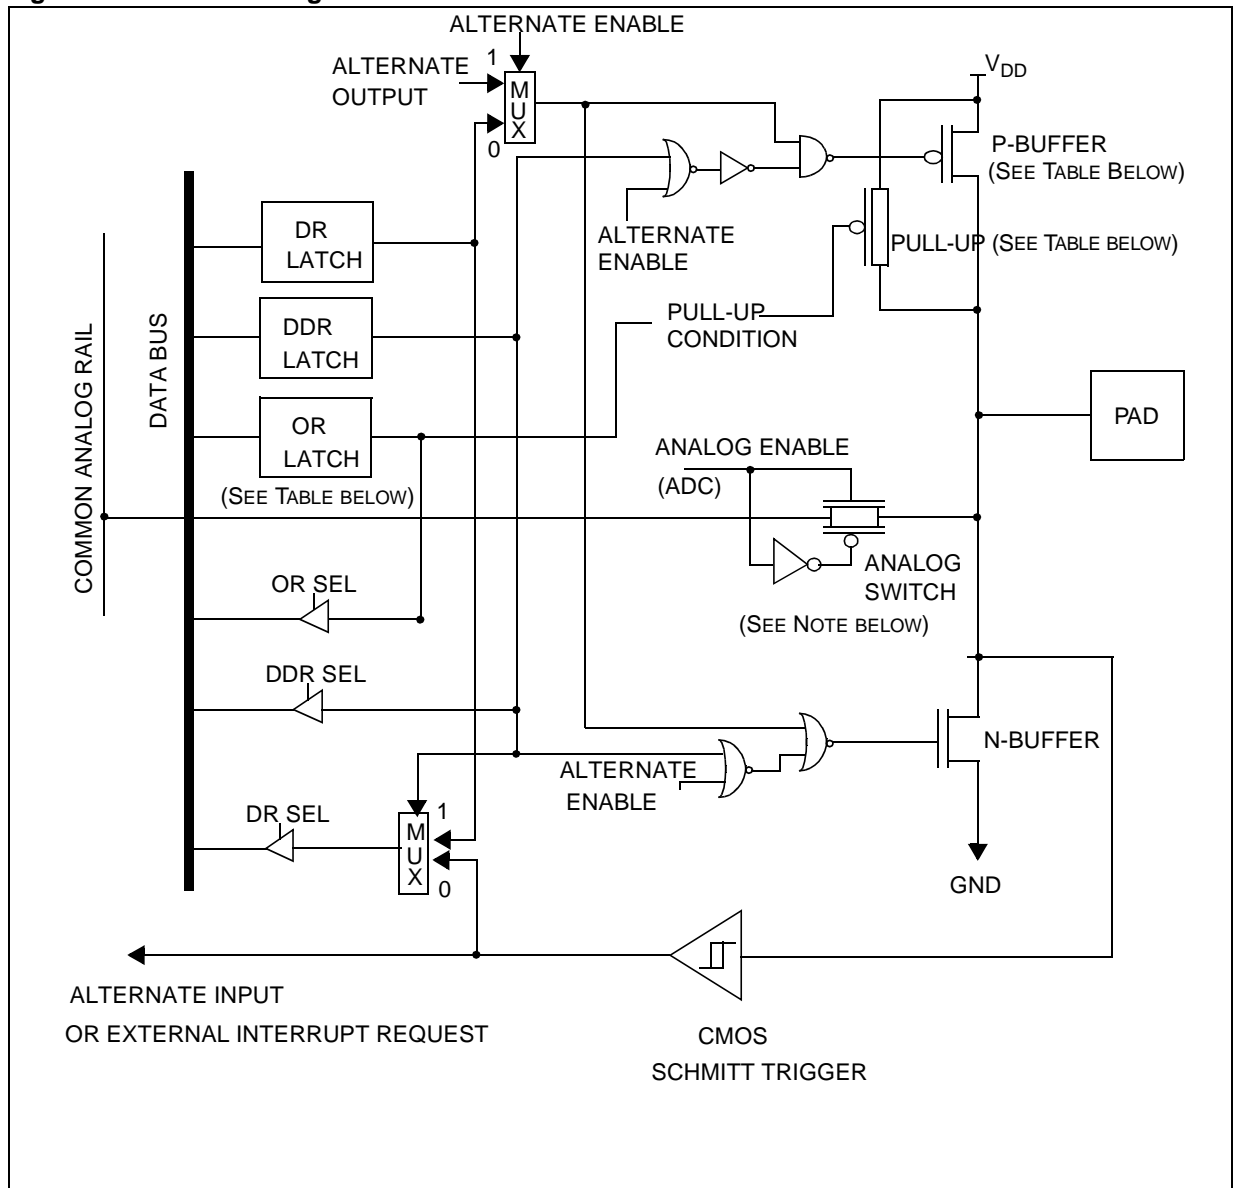 ALTERNATE ENABLE
1
ALTERNATE
OUTPUT
MUX
0
VDD
P-BUFFER
(SEE TABLE BELOW)
DR
LATCH
ALTERNATE
ENABLE
PULL-UP (SEE TABLE BELOW)
DDR
LATCH
PULL-UP
CONDITION
COMMON ANALOG RAIL
DATA BUS
OR
LATCH
(SEE TABLE BELOW)
PAD
ANALOG ENABLE
(ADC)
ANALOG
SWITCH
(SEE NOTE BELOW)
OR SEL
DDR SEL
N-BUFFER
ALTERNATE
ENABLE
DR SEL
MUX
1
0
GND
ALTERNATE INPUT
OR EXTERNAL INTERRUPT REQUEST
CMOS
SCHMITT TRIGGER